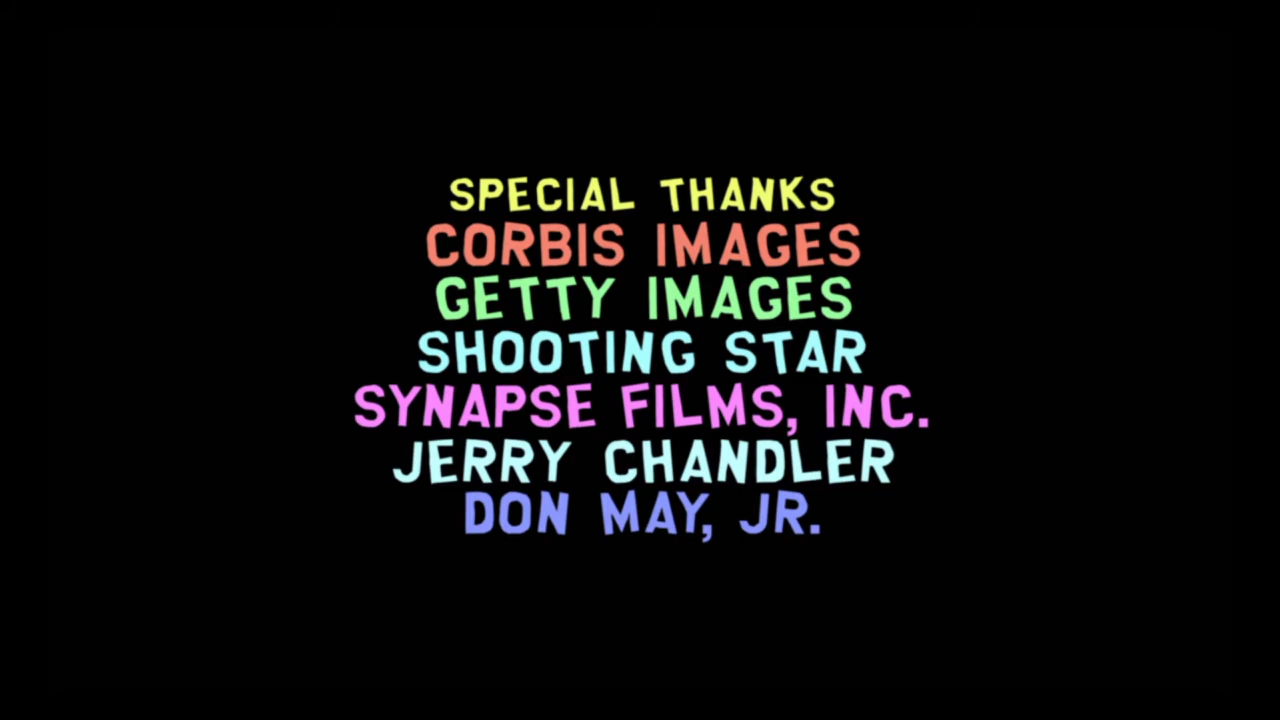 SPECIAL THANKS
CORBIS IMAGES
GETTY IMAGES
SHOOTING STAR
SYNAPSE FILMS, INC.
JERRY CHANDLER
DON MAY, JR.